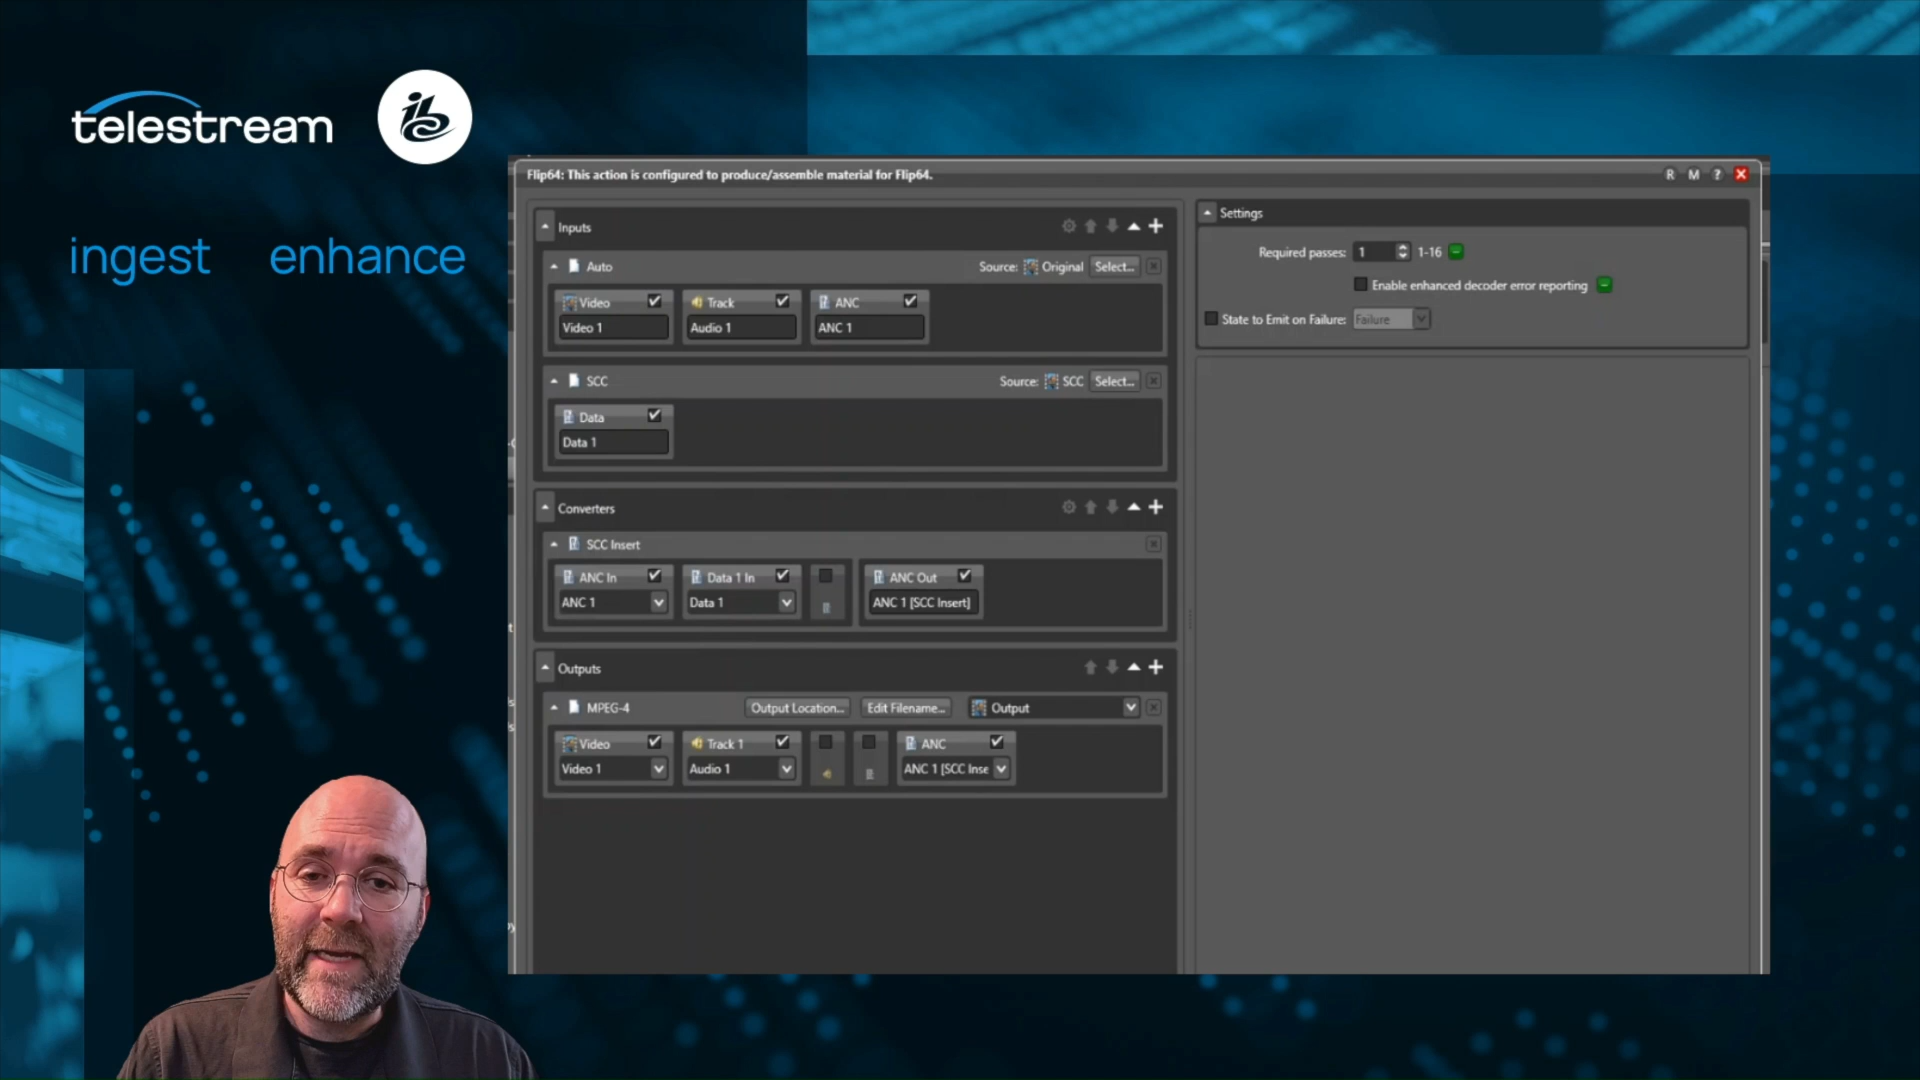 telestream
ibc
ingest enhance
Flip64: This action is configured to produce/assemble material for Flip64.
R M ?
Inputs
Auto Source: Original Select...
Video Track ANC
Video 1 Audio 1 ANC 1
SCC Source: SCC Select...
Data
Data 1
Converters
SCC Insert
ANC In Data 1 In ANC Out
ANC 1 Data 1 ANC 1 [SCC Insert]
Outputs
MPEG-4 Output Location... Edit Filename... Output
Video Track 1 ANC
Video 1 Audio 1 ANC 1 [SCC Inse
Settings
Required passes: 1 1-16
Enable enhanced decoder error reporting
State to Emit on Failure: Failure